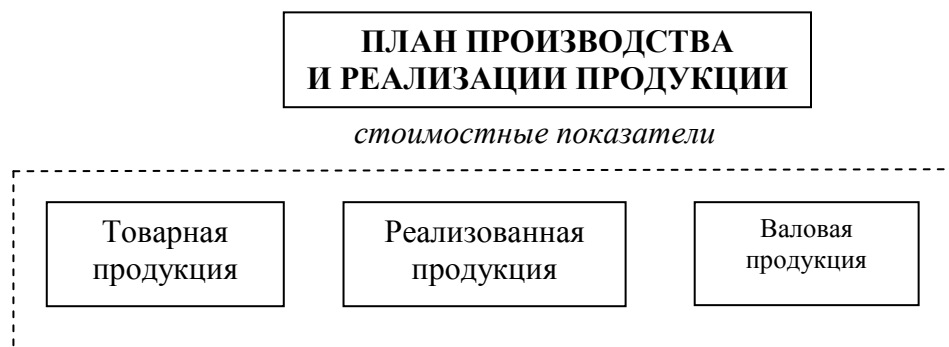 ПЛАН ПРОИЗВОДСТВА
И РЕАЛИЗАЦИИ ПРОДУКЦИИ
стоимостные показатели
Товарная
продукция
Реализованная
продукция
Валовая
продукция